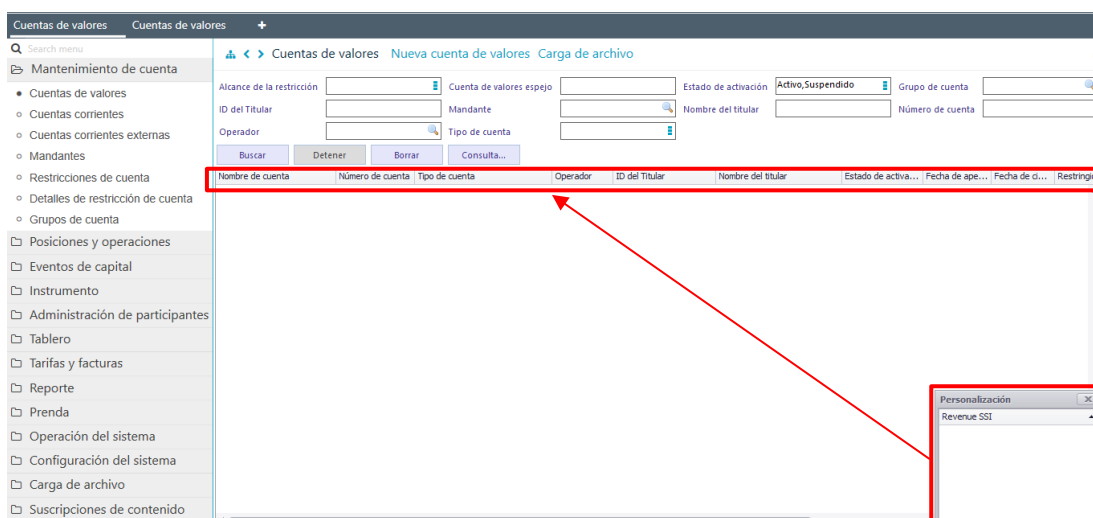 Cuentas de valores Cuentas de valores +
Search menu
Mantenimiento de cuenta
Cuentas de valores
Cuentas corrientes
Cuentas corrientes externas
Mandantes
Restricciones de cuenta
Detalles de restricción de cuenta
Grupos de cuenta
Posiciones y operaciones
Eventos de capital
Instrumento
Administración de participantes
Tablero
Tarifas y facturas
Reporte
Prenda
Operación del sistema
Configuración del sistema
Carga de archivo
Suscripciones de contenido
Cuentas de valores Nueva cuenta de valores Carga de archivo
Alcance de la restricción Cuenta de valores espejo Estado de activación Activo,Suspendido Grupo de cuenta
ID del Titular Mandante Nombre del titular Número de cuenta
Operador Tipo de cuenta
Buscar Detener Borrar Consulta...
Nombre de cuenta Número de cuenta Tipo de cuenta Operador ID del Titular Nombre del titular Estado de activa... Fecha de ape... Fecha de ci... Restringi
Personalización
Revenue SSI